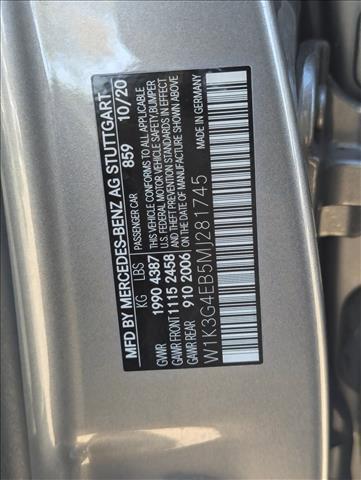 MFD BY MERCEDES-BENZ AG STUTTGART
PASSENGER CAR 859 10/20
KG LBS
GVWR 1990 4387
GAWR FRONT 1115 2458
GAWR REAR 910 2006
THIS VEHICLE CONFORMS TO ALL APPLICABLE
U.S. FEDERAL MOTOR VEHICLE SAFETY, BUMPER
AND THEFT PREVENTION STANDARDS IN EFFECT
ON THE DATE OF MANUFACTURE SHOWN ABOVE
MADE IN GERMANY
W1K3G4EB5MJ281745